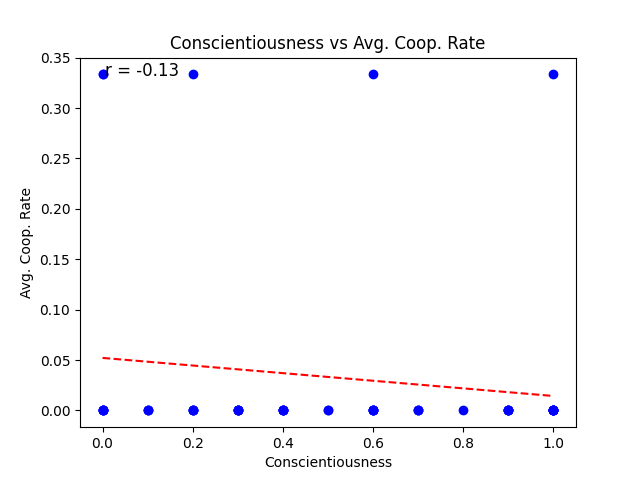 Conscientiousness vs Avg. Coop. Rate
r = -0.13
0.35
0.30
0.25
0.20
0.15
0.10
0.05
0.00
Avg. Coop. Rate
0.0 0.2 0.4 0.6 0.8 1.0
Conscientiousness